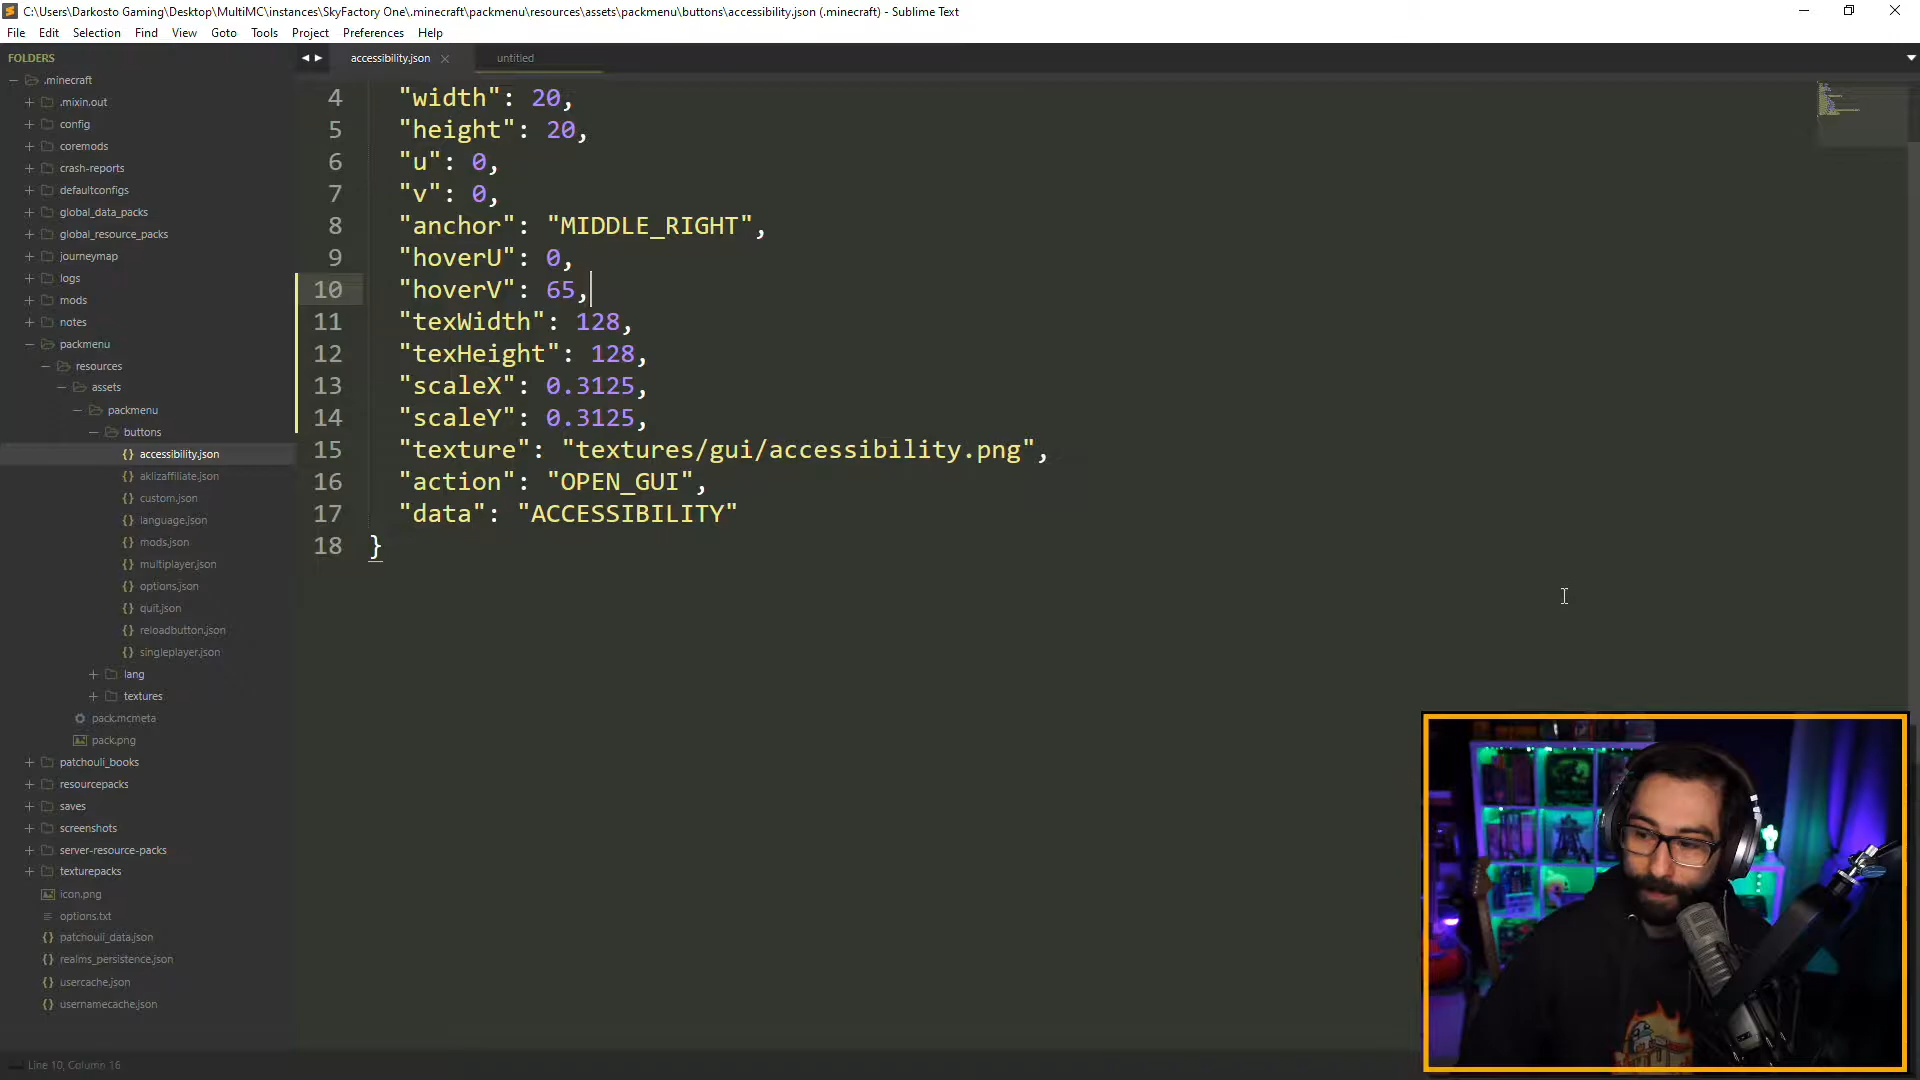 C:\Users\Darkosto Gaming\Desktop\MultiMC\instances\SkyFactory One\.minecraft\packmenu\resources\assets\packmenu\buttons\accessibility.json (.minecraft) - Sublime Text
File Edit Selection Find View Goto Tools Project Preferences Help
FOLDERS
.minecraft
.mixin.out
config
coremods
crash-reports
defaultconfigs
global_data_packs
global_resource_packs
journeymap
logs
mods
notes
packmenu
resources
assets
packmenu
buttons
accessibility.json
aklizaffiliate.json
custom.json
language.json
mods.json
multiplayer.json
options.json
quit.json
reloadbutton.json
singleplayer.json
lang
textures
pack.mcmeta
pack.png
patchouli_books
resourcepacks
saves
screenshots
server-resource-packs
texturepacks
icon.png
options.txt
patchouli_data.json
realms_persistence.json
usercache.json
usernamecache.json
accessibility.json untitled
4 "width": 20,
5 "height": 20,
6 "u": 0,
7 "v": 0,
8 "anchor": "MIDDLE_RIGHT",
9 "hoverU": 0,
10 "hoverV": 65,
11 "texWidth": 128,
12 "texHeight": 128,
13 "scaleX": 0.3125,
14 "scaleY": 0.3125,
15 "texture": "textures/gui/accessibility.png",
16 "action": "OPEN_GUI",
17 "data": "ACCESSIBILITY"
18 }
Line 10, Column 16